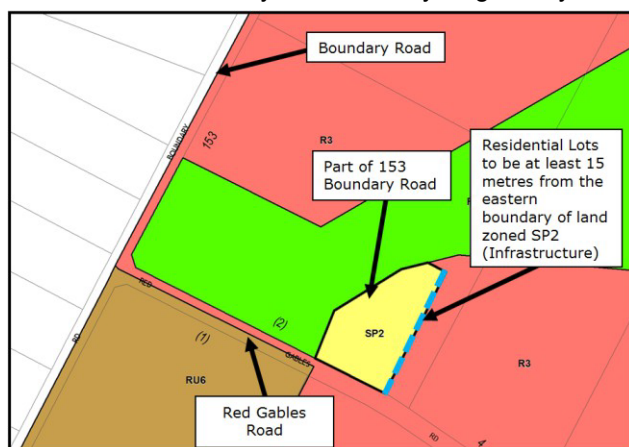 Boundary Road
BOUNDARY
153
R3
Part of 153
Boundary Road
Residential Lots
to be at least 15
metres from the
eastern
boundary of land
zoned SP2
(Infrastructure)
RED
(2)
(1)
GABLES
SP2
R3
RD
RU6
Red Gables
Road
RD
4